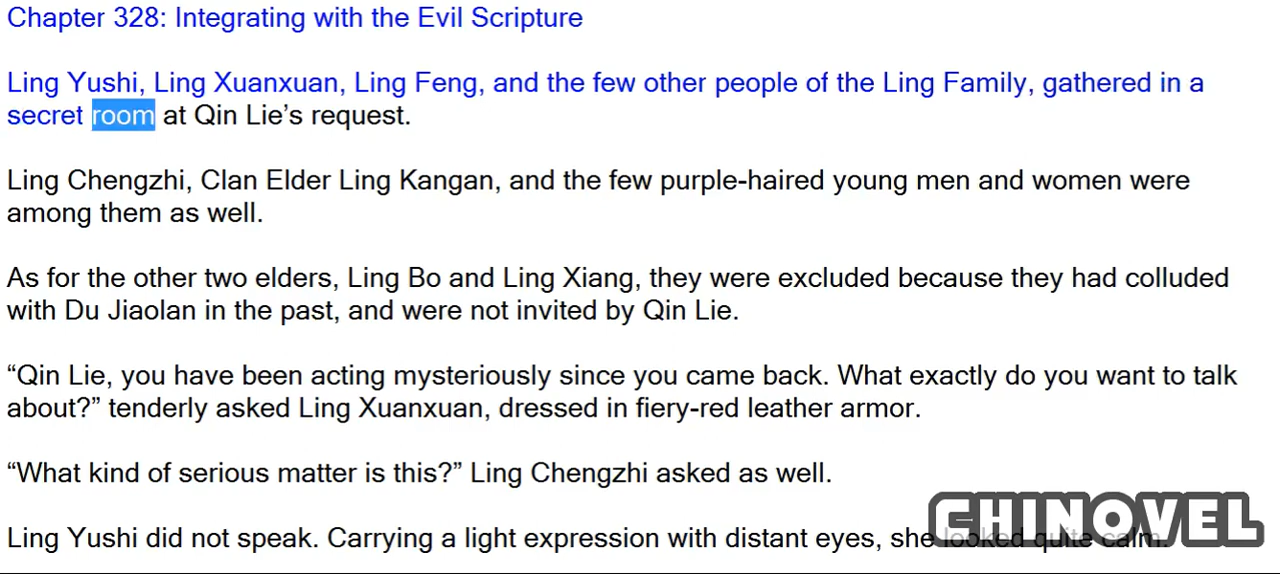 Chapter 328: Integrating with the Evil Scripture
Ling Yushi, Ling Xuanxuan, Ling Feng, and the few other people of the Ling Family, gathered in a
secret room at Qin Lie’s request.
Ling Chengzhi, Clan Elder Ling Kangan, and the few purple-haired young men and women were
among them as well.
As for the other two elders, Ling Bo and Ling Xiang, they were excluded because they had colluded
with Du Jiaolan in the past, and were not invited by Qin Lie.
“Qin Lie, you have been acting mysteriously since you came back. What exactly do you want to talk
about?” tenderly asked Ling Xuanxuan, dressed in fiery-red leather armor.
“What kind of serious matter is this?” Ling Chengzhi asked as well.
Ling Yushi did not speak. Carrying a light expression with distant eyes, she looked quite calm.
CHINOVEL